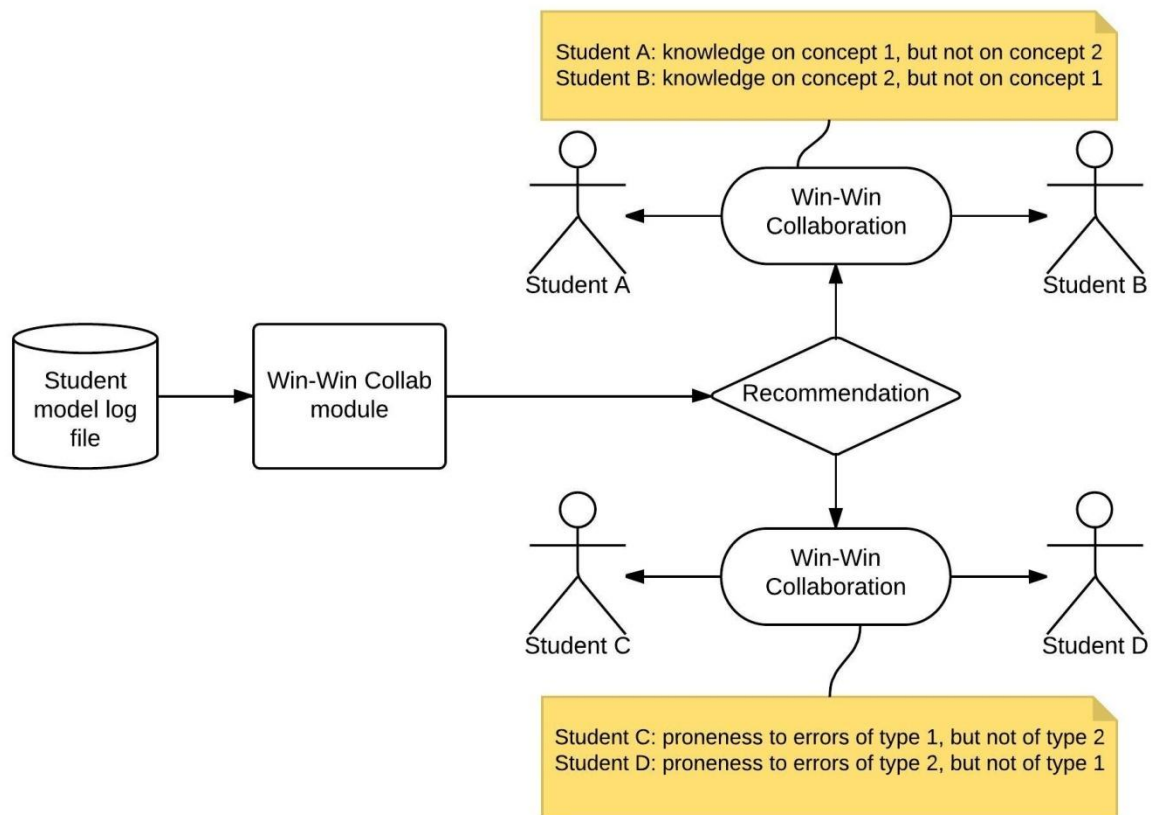 Student A: knowledge on concept 1, but not on concept 2
Student B: knowledge on concept 2, but not on concept 1
Win-Win
Collaboration
Student A
Student B
Student
model log
file
Win-Win Collab
module
Recommendation
Win-Win
Collaboration
Student C
Student D
Student C: proneness to errors of type 1, but not of type 2
Student D: proneness to errors of type 2, but not of type 1